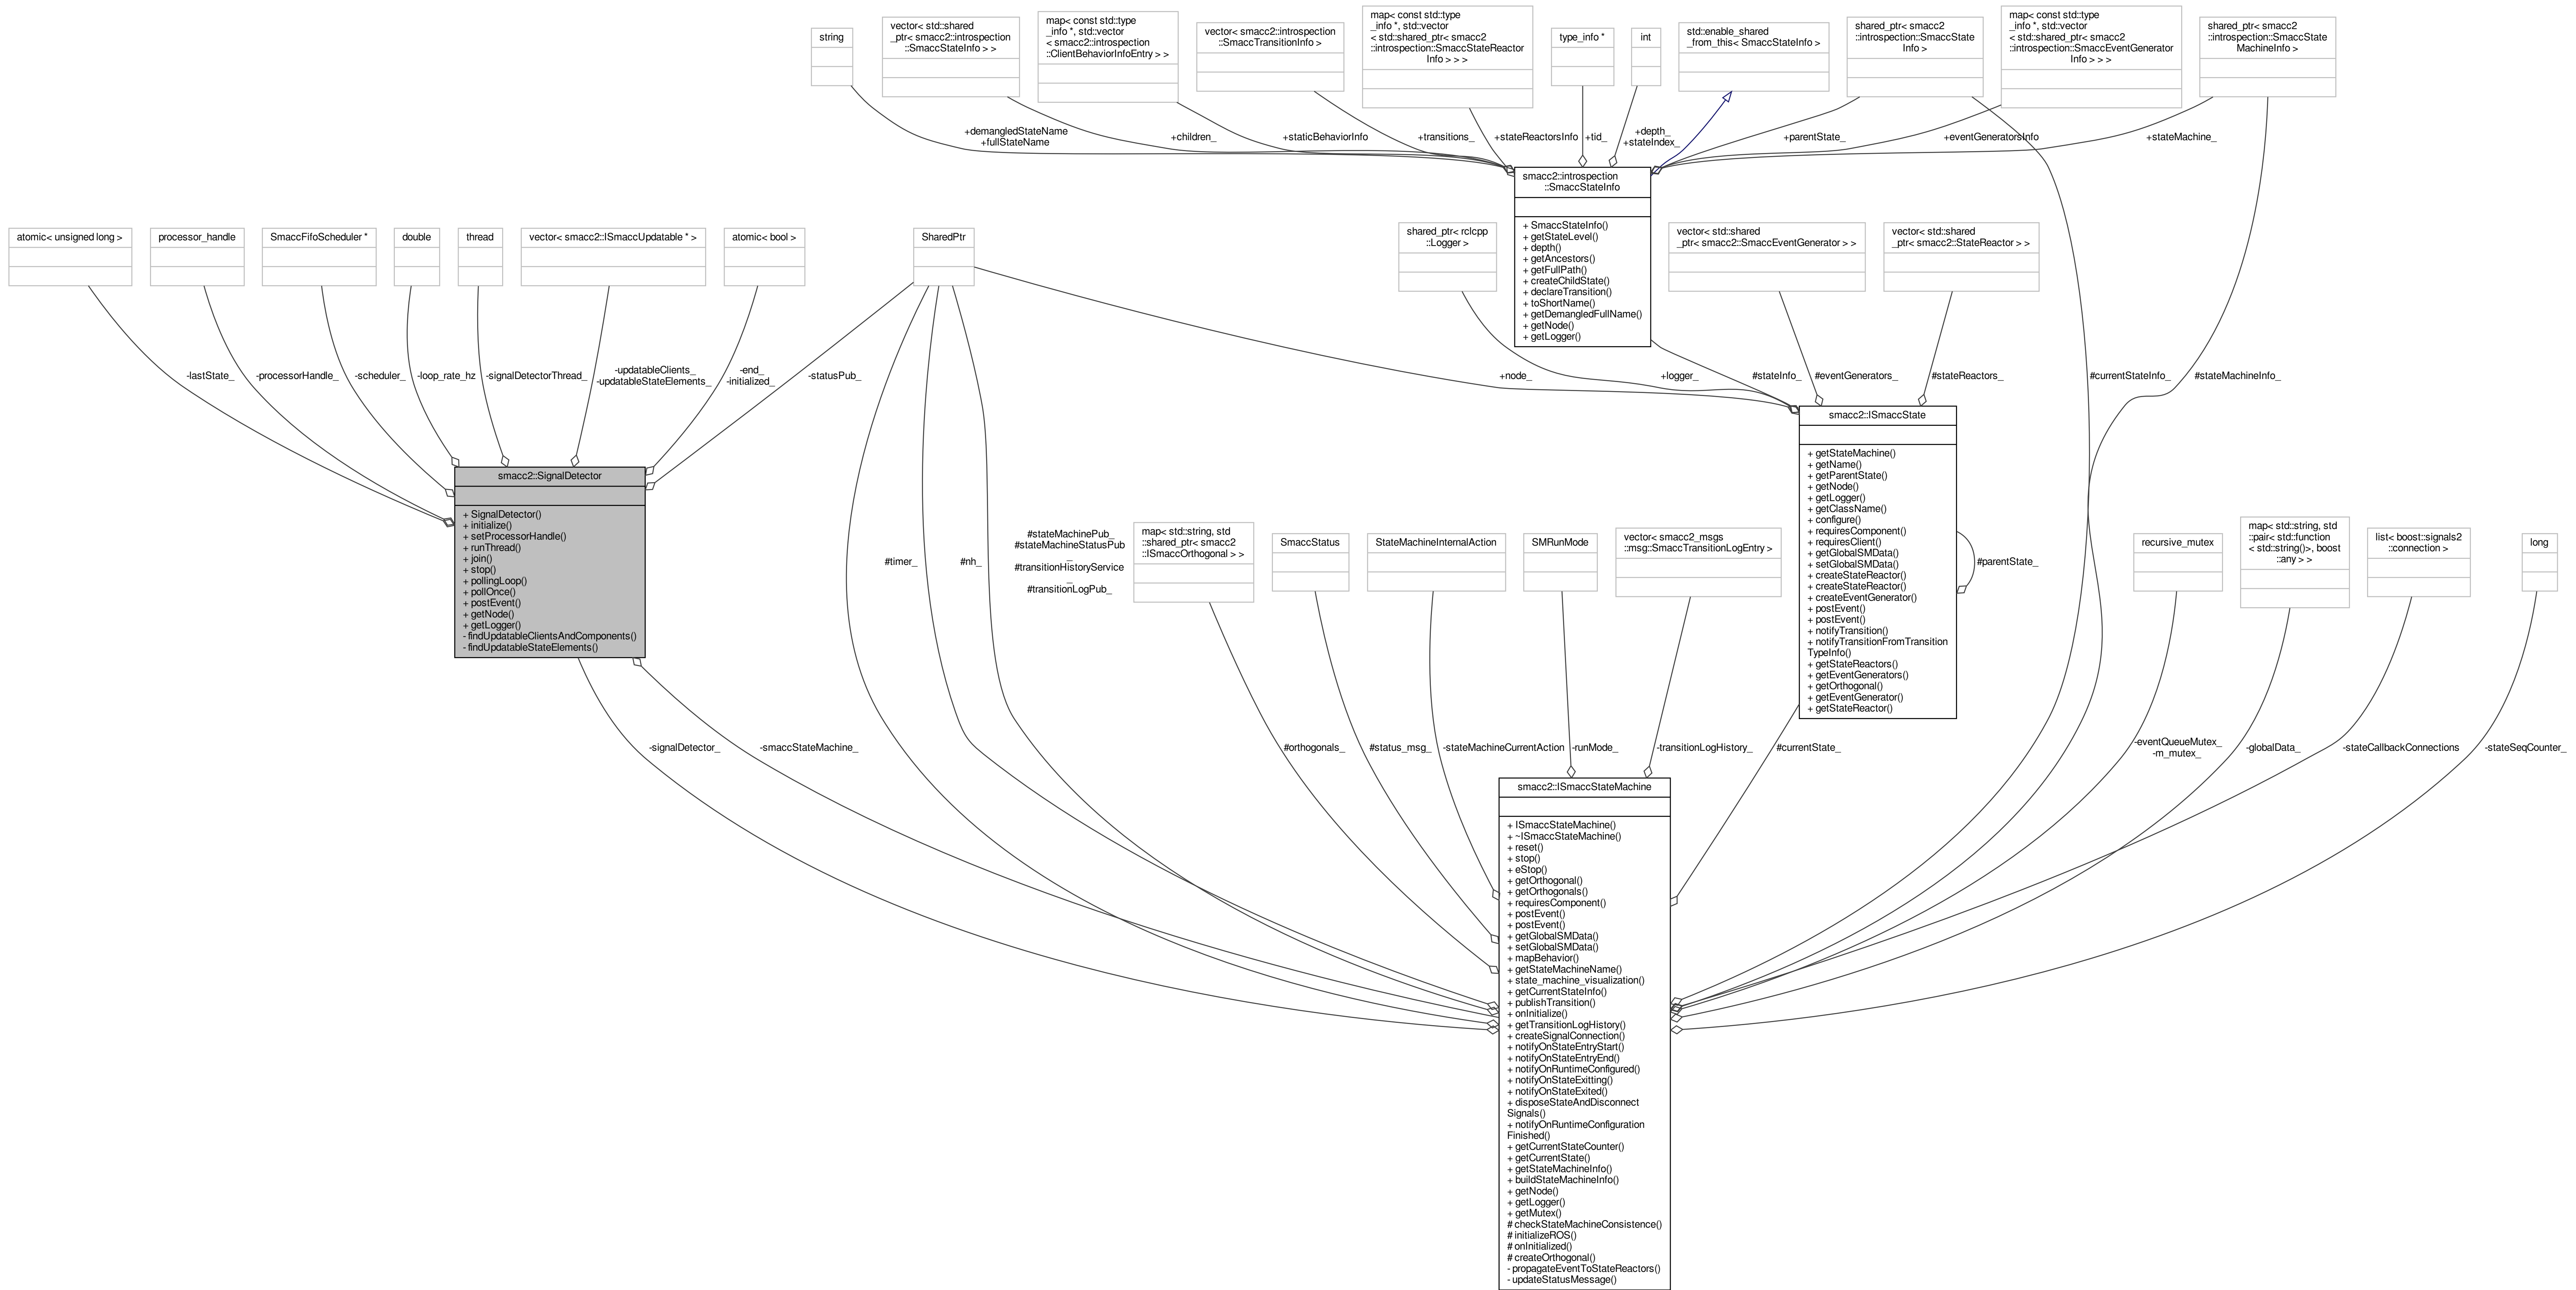 string
vector< std::shared
_ptr< smacc2::introspection
::SmaccStateInfo > >
map< const std::type
_info *, std::vector
< smacc2::introspection
::ClientBehaviorInfoEntry > >
vector< smacc2::introspection
::SmaccTransitionInfo >
map< const std::type
_info *, std::vector
< std::shared_ptr< smacc2
::introspection::SmaccStateReactor
Info > > >
type_info *
int
std::enable_shared
_from_this< SmaccStateInfo >
shared_ptr< smacc2
::introspection::SmaccState
Info >
map< const std::type
_info *, std::vector
< std::shared_ptr< smacc2
::introspection::SmaccEventGenerator
Info > > >
shared_ptr< smacc2
::introspection::SmaccState
MachineInfo >
+demangledStateName
+fullStateName
+children_
+staticBehaviorInfo
+transitions_
+stateReactorsInfo
+tid_
+depth_
+stateIndex_
+parentState_
+eventGeneratorsInfo
+stateMachine_
smacc2::introspection
::SmaccStateInfo
+ SmaccStateInfo()
+ getStateLevel()
+ depth()
+ getAncestors()
+ getFullPath()
+ createChildState()
+ declareTransition()
+ toShortName()
+ getDemangledFullName()
+ getNode()
+ getLogger()
atomic< unsigned long >
processor_handle
SmaccFifoScheduler *
double
thread
vector< smacc2::ISmaccUpdatable * >
atomic< bool >
SharedPtr
shared_ptr< rclcpp
::Logger >
vector< std::shared
_ptr< smacc2::SmaccEventGenerator > >
vector< std::shared
_ptr< smacc2::StateReactor > >
-lastState_
-processorHandle_
-scheduler_
-loop_rate_hz
-signalDetectorThread_
-updatableClients_
-updatableStateElements_
-end_
-initialized_
-statusPub_
+node_
+logger_
#stateInfo_
#eventGenerators_
#stateReactors_
#currentStateInfo_
#stateMachineInfo_
smacc2::SignalDetector
+ SignalDetector()
+ initialize()
+ setProcessorHandle()
+ runThread()
+ join()
+ stop()
+ pollingLoop()
+ pollOnce()
+ postEvent()
+ getNode()
+ getLogger()
- findUpdatableClientsAndComponents()
- findUpdatableStateElements()
smacc2::ISmaccState
+ getStateMachine()
+ getName()
+ getParentState()
+ getNode()
+ getLogger()
+ getClassName()
+ configure()
+ requiresComponent()
+ requiresClient()
+ getGlobalSMData()
+ setGlobalSMData()
+ createStateReactor()
+ createStateReactor()
+ createEventGenerator()
+ postEvent()
+ postEvent()
+ notifyTransition()
+ notifyTransitionFromTransition
TypeInfo()
+ getStateReactors()
+ getEventGenerators()
+ getOrthogonal()
+ getEventGenerator()
+ getStateReactor()
#parentState_
#timer_
#nh_
#stateMachinePub_
#stateMachineStatusPub
_
#transitionHistoryService
_
#transitionLogPub_
map< std::string, std
::shared_ptr< smacc2
::ISmaccOrthogonal > >
SmaccStatus
StateMachineInternalAction
SMRunMode
vector< smacc2_msgs
::msg::SmaccTransitionLogEntry >
recursive_mutex
map< std::string, std
::pair< std::function
< std::string()>, boost
::any > >
list< boost::signals2
::connection >
long
-signalDetector_
-smaccStateMachine_
#orthogonals_
#status_msg_
-stateMachineCurrentAction
-runMode_
-transitionLogHistory_
#currentState_
-eventQueueMutex_
-m_mutex_
-globalData_
-stateCallbackConnections
-stateSeqCounter_
smacc2::ISmaccStateMachine
+ ISmaccStateMachine()
+ ~ISmaccStateMachine()
+ reset()
+ stop()
+ eStop()
+ getOrthogonal()
+ getOrthogonals()
+ requiresComponent()
+ postEvent()
+ postEvent()
+ getGlobalSMData()
+ setGlobalSMData()
+ mapBehavior()
+ getStateMachineName()
+ state_machine_visualization()
+ getCurrentStateInfo()
+ publishTransition()
+ onInitialize()
+ getTransitionLogHistory()
+ createSignalConnection()
+ notifyOnStateEntryStart()
+ notifyOnStateEntryEnd()
+ notifyOnRuntimeConfigured()
+ notifyOnStateExitting()
+ notifyOnStateExited()
+ disposeStateAndDisconnect
Signals()
+ notifyOnRuntimeConfiguration
Finished()
+ getCurrentStateCounter()
+ getCurrentState()
+ getStateMachineInfo()
+ buildStateMachineInfo()
+ getNode()
+ getLogger()
+ getMutex()
# checkStateMachineConsistence()
# initializeROS()
# onInitialized()
# createOrthogonal()
- propagateEventToStateReactors()
- updateStatusMessage()